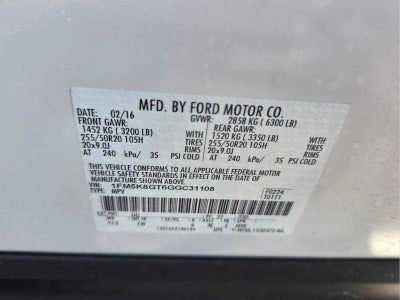 MFD. BY FORD MOTOR CO.
DATE: 02/16 GVWR: 2858 KG ( 6300 LB)
FRONT GAWR: REAR GAWR:
1452 KG ( 3200 LB) WITH 1520 KG ( 3350 LB) WITH
255/50R20 105H TIRES 255/50R20 105H TIRES
20x9.0J RIMS 20x9.0J RIMS
AT 240 kPa/ 35 PSI COLD AT 240 kPa/ 35 PSI COLD
THIS VEHICLE CONFORMS TO ALL APPLICABLE FEDERAL MOTOR
VEHICLE SAFETY STANDARDS IN EFFECT ON THE DATE OF
MANUFACTURE SHOWN ABOVE.
VIN: 1FM5K8GT6GGC31108 F0224
TYPE: MPV T0111